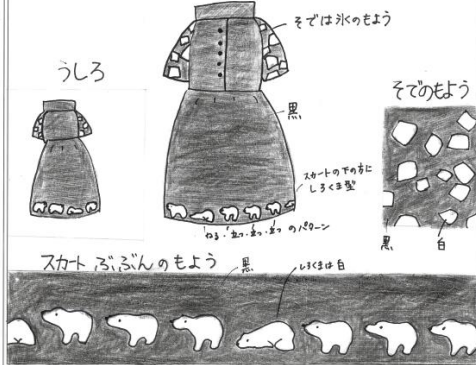 そでは氷のもよう
うしろ
黒
そでのもよう
スカートの下の方に
しろくま型
ねる・立つ・立つ・立つ のパターン
黒
白
スカート ぶぶんのもよう
黒
しろくまは白